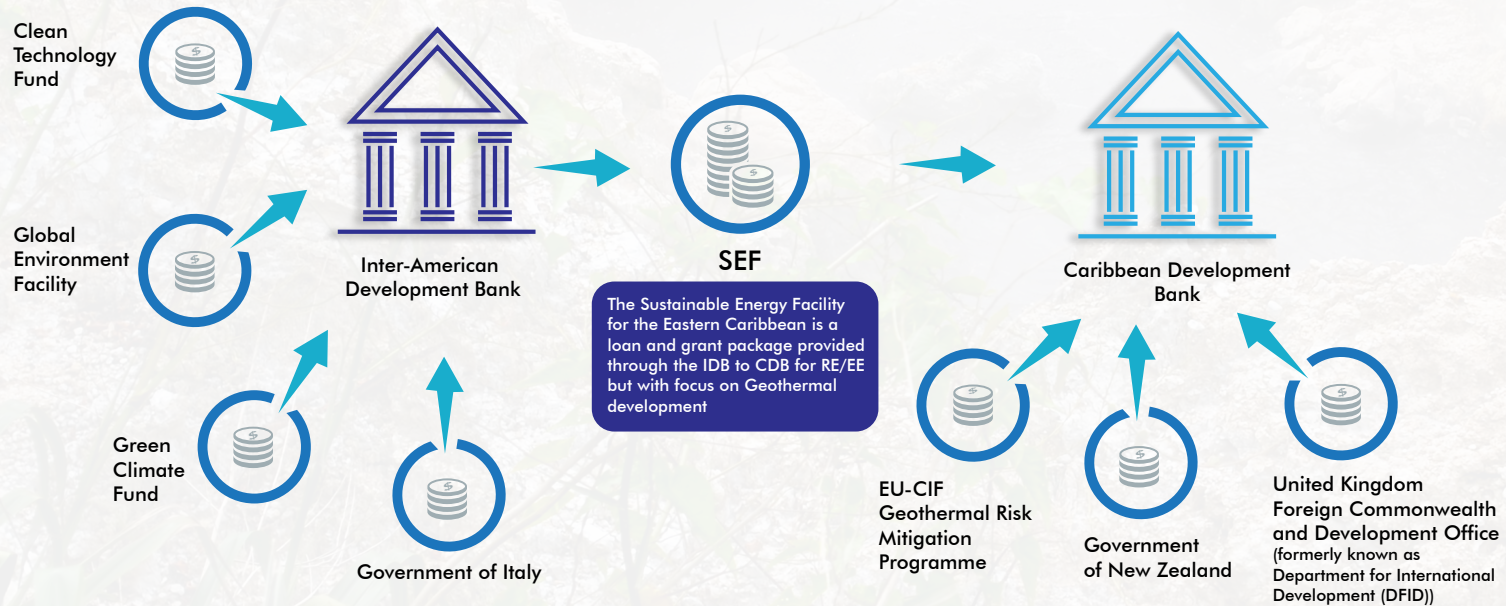 Clean
Technology
Fund
Global
Environment
Facility
Green
Climate
Fund
Government of Italy
Inter-American
Development Bank
SEF
The Sustainable Energy Facility
for the Eastern Caribbean is a
loan and grant package provided
through the IDB to CDB for RE/EE
but with focus on Geothermal
development
Caribbean Development
Bank
EU-CIF
Geothermal Risk
Mitigation
Programme
Government
of New Zealand
United Kingdom
Foreign Commonwealth
and Development Office
(formerly known as
Department for International
Development (DFID))